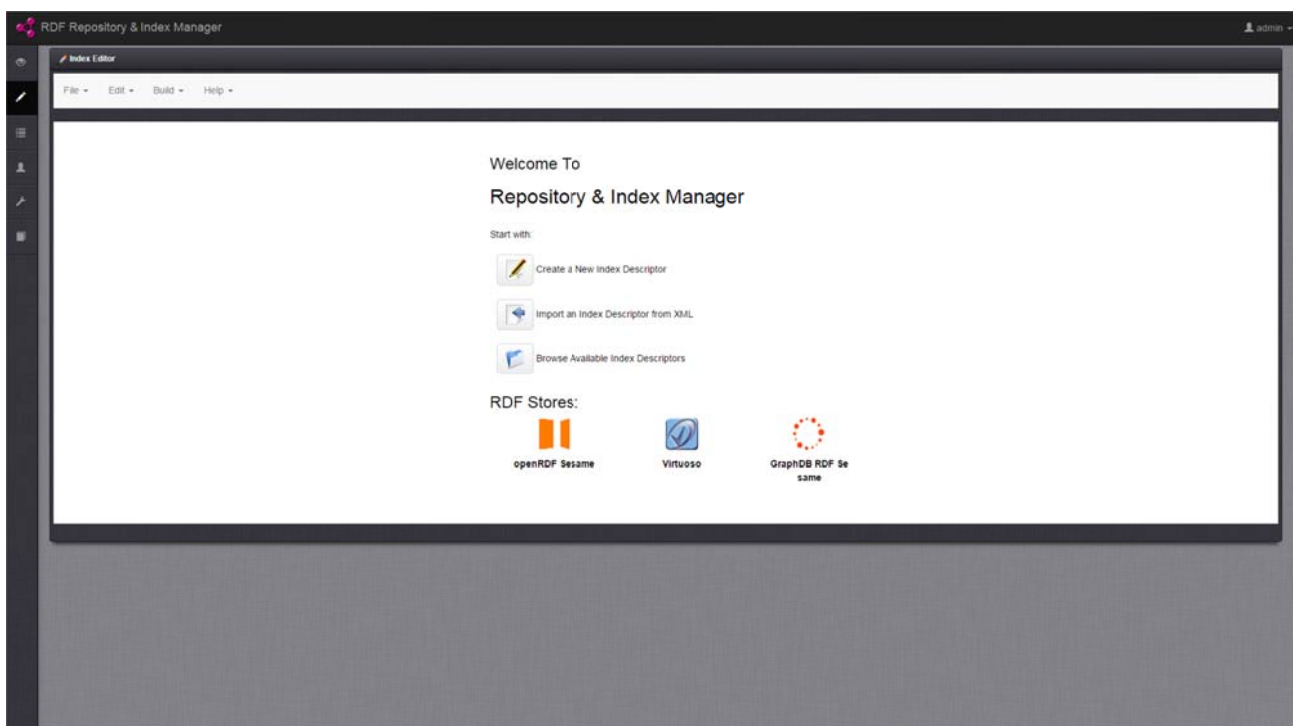 RDF Repository & Index Manager
admin
Index Editor
File Edit Build Help
Welcome To
Repository & Index Manager
Start with:
Create a New Index Descriptor
Import an Index Descriptor from XML
Browse Available Index Descriptors
RDF Stores:
openRDF Sesame
Virtuoso
GraphDB RDF Se
same